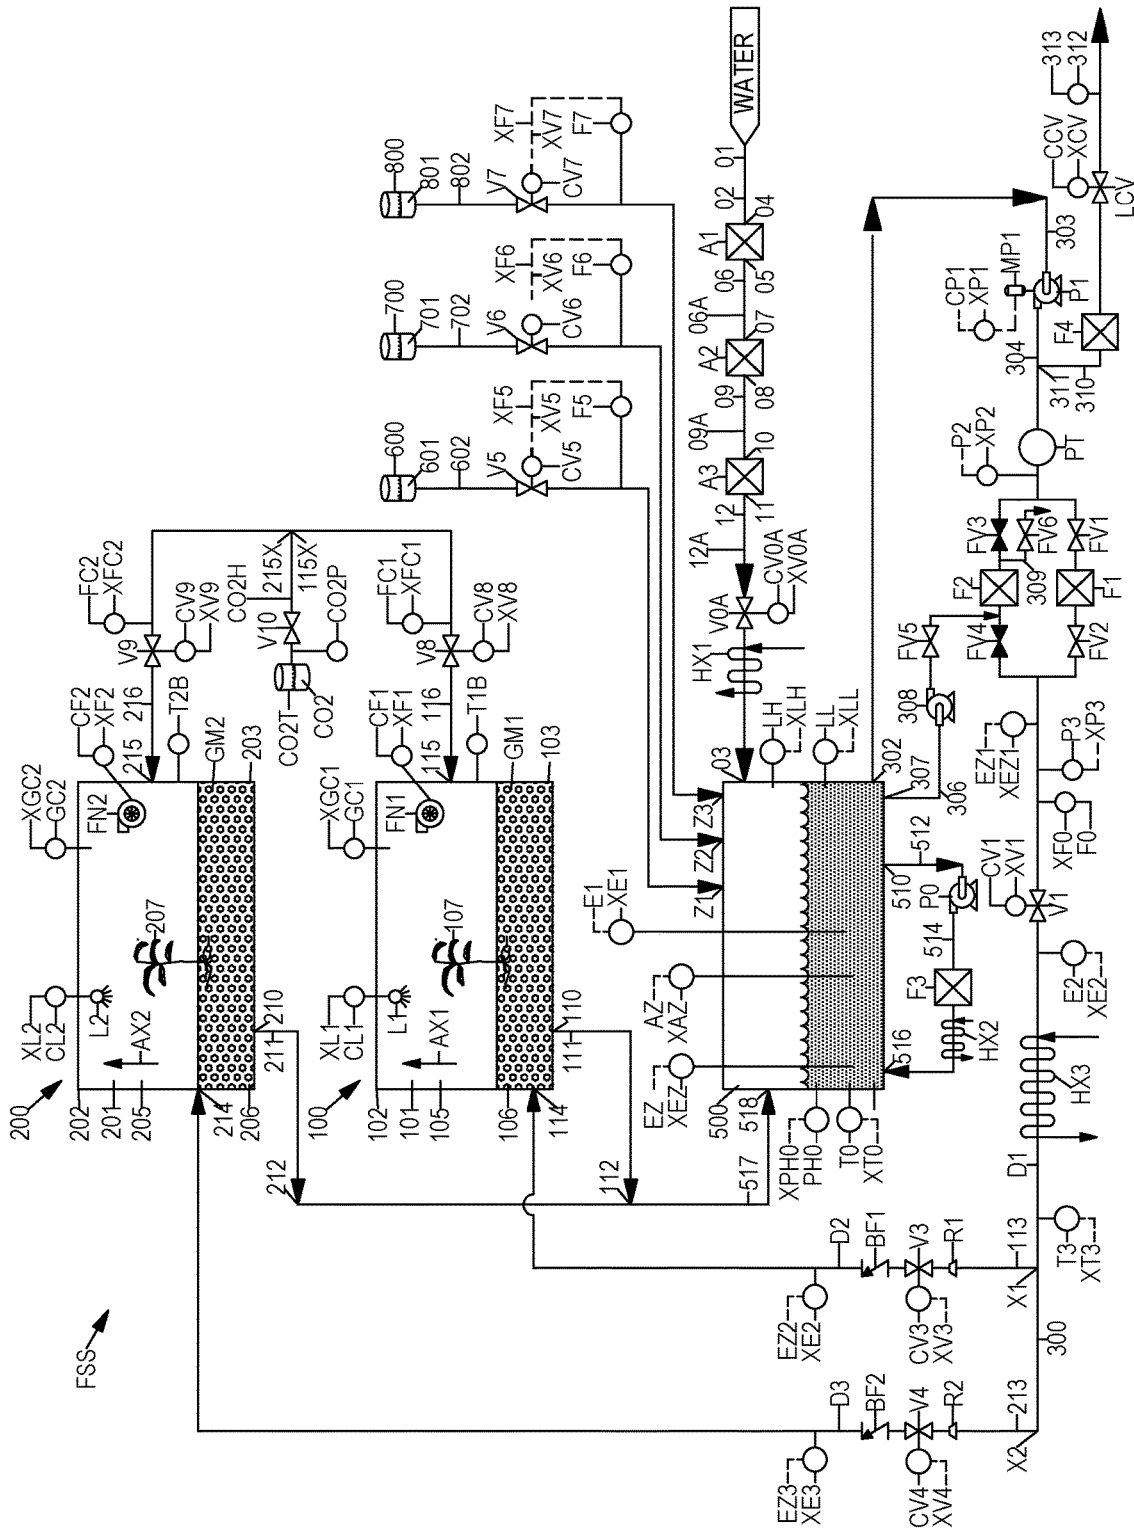 FSS
200
202
201
205
214
206
XL2
CL2
L2
AX2
207
XGC2
GC2
FN2
CF2
XF2
215
216
T2B
GM2
203
210
211
212
FC2
XFC2
V9
CV9
XV9
CO2H
215X
115X
V10
CO2P
CO2T
CO2
100
102
101
105
106
114
XL1
CL1
L1
AX1
107
XGC1
GC1
FN1
CF1
XF1
115
116
T1B
GM1
103
110
111
112
FC1
XFC1
V8
CV8
XV8
600
601
602
V5
CV5
XF5
XV5
F5
700
701
702
V6
CV6
XF6
XV6
F6
800
801
802
V7
CV7
XF7
XV7
F7
WATER
01
02
04
A1
05
06
06A
07
A2
08
09
09A
10
A3
11
12
12A
V0A
CV0A
XV0A
HX1
03
Z3
Z2
Z1
E1
XE1
AZ
XAZ
EZ
XEZ
500
518
517
XPH0
PH0
T0
XT0
LH
XLH
LL
XLL
302
307
306
308
512
510
P0
514
F3
HX2
516
303
P1
MP1
CP1
XP1
304
311
310
F4
LCV
CCV
XCV
313
312
PT
P2
XP2
FV3
FV6
FV1
309
F2
F1
FV5
FV4
FV2
EZ1
XEZ1
P3
XP3
XF0
F0
CV1
XV1
V1
E2
XE2
HX3
D1
T3
XT3
X1
113
R1
V3
CV3
XV3
BF1
D2
EZ2
XE2
300
X2
213
R2
V4
CV4
XV4
BF2
D3
EZ3
XE3